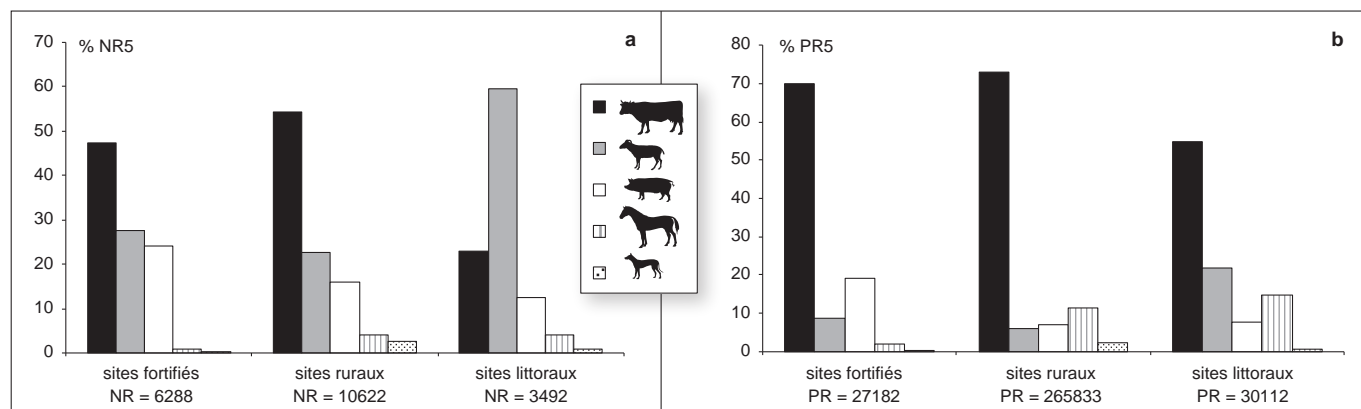 % NR5
a
70
60
50
40
30
20
10
0
sites fortifiés
NR = 6288
sites ruraux
NR = 10622
sites littoraux
NR = 3492
% PR5
b
80
70
60
50
40
30
20
10
0
sites fortifiés
PR = 27182
sites ruraux
PR = 265833
sites littoraux
PR = 30112